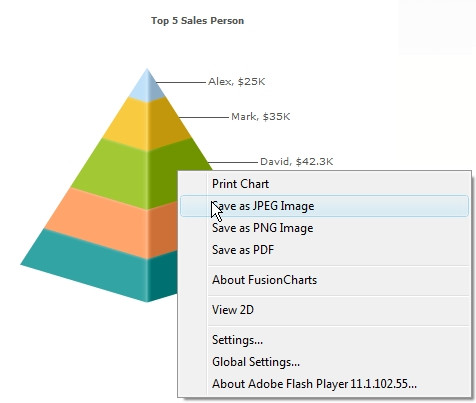 Top 5 Sales Person
Alex, $25K
Mark, $35K
David, $42.3K
Print Chart
Save as JPEG Image
Save as PNG Image
Save as PDF
About FusionCharts
View 2D
Settings...
Global Settings...
About Adobe Flash Player 11.1.102.55...